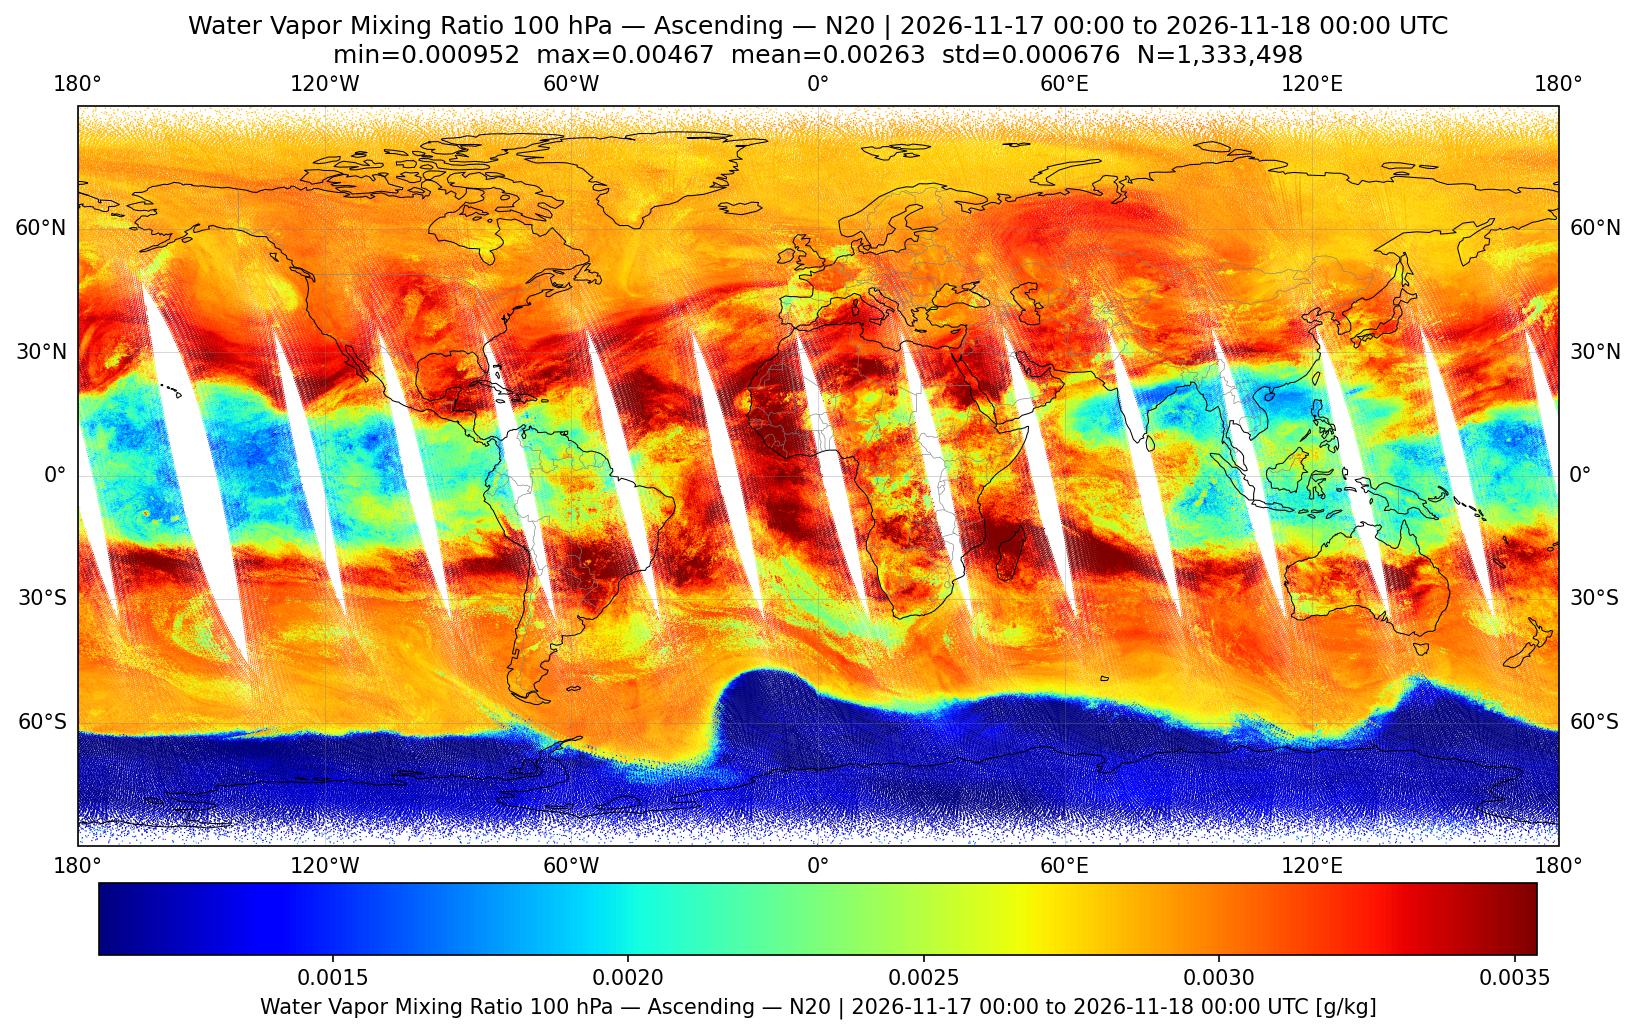 Water Vapor Mixing Ratio 100 hPa — Ascending — N20 | 2026-11-17 00:00 to 2026-11-18 00:00 UTC
min=0.000952  max=0.00467  mean=0.00263  std=0.000676  N=1,333,498
180° 120°W 60°W 0° 60°E 120°E 180°
60°N 60°N
30°N 30°N
0° 0°
30°S 30°S
60°S 60°S
180° 120°W 60°W 0° 60°E 120°E 180°
0.0015 0.0020 0.0025 0.0030 0.0035
Water Vapor Mixing Ratio 100 hPa — Ascending — N20 | 2026-11-17 00:00 to 2026-11-18 00:00 UTC [g/kg]